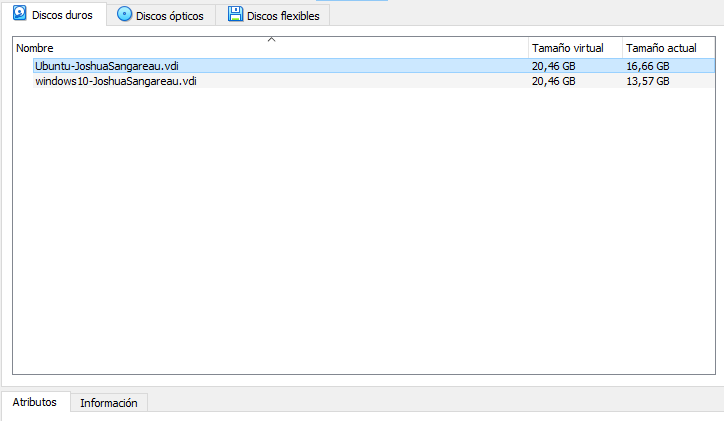 Discos duros Discos ópticos Discos flexibles
Nombre Tamaño virtual Tamaño actual
Ubuntu-JoshuaSangareau.vdi 20,46 GB 16,66 GB
windows10-JoshuaSangareau.vdi 20,46 GB 13,57 GB
Atributos Información